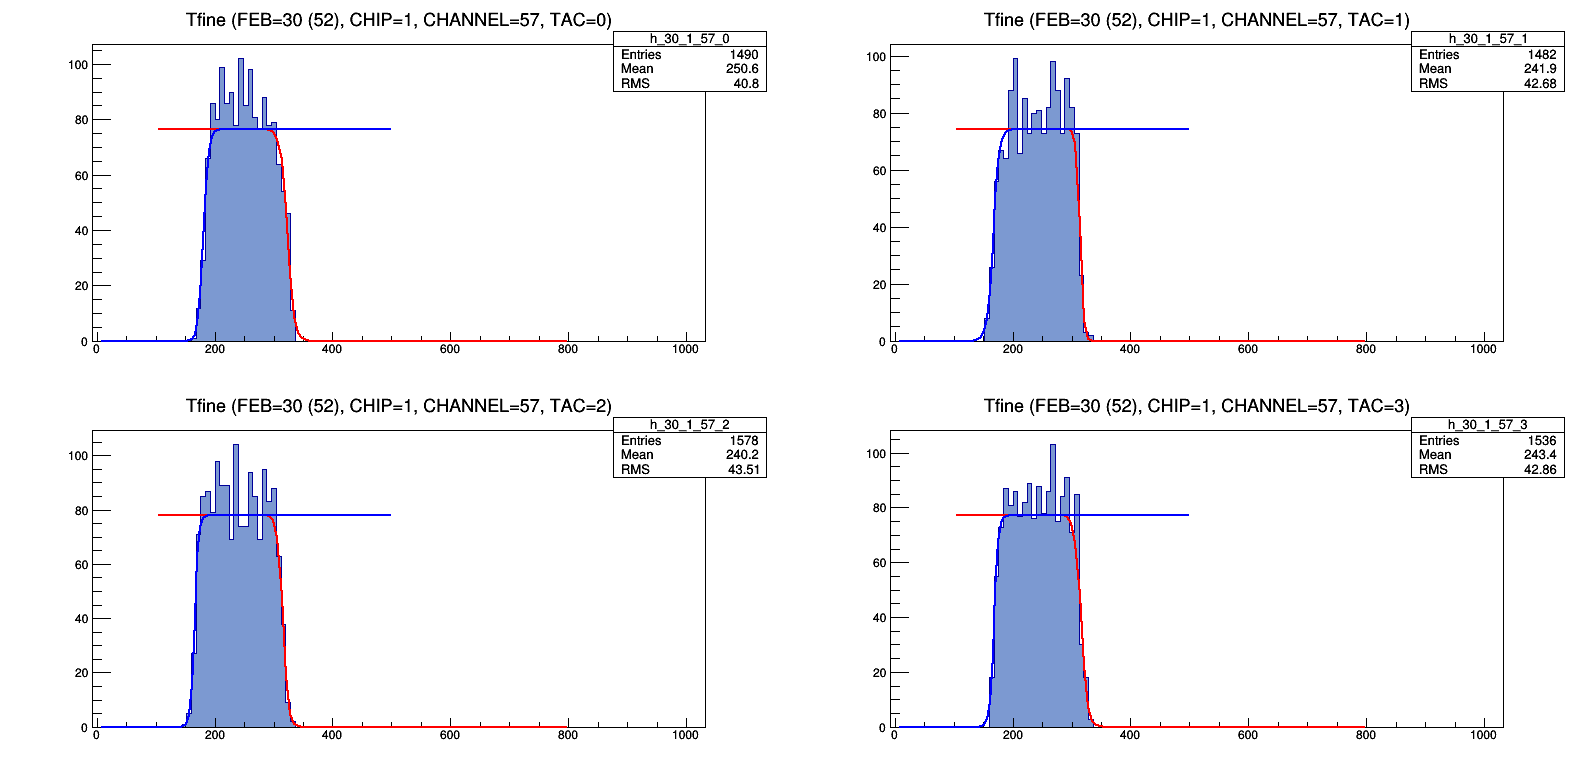 Tfine (FEB=30 (52), CHIP=1, CHANNEL=57, TAC=0)
h_30_1_57_0
Entries 1490
Mean 250.6
RMS 40.8
100
80
60
40
20
0
0 200 400 600 800 1000
Tfine (FEB=30 (52), CHIP=1, CHANNEL=57, TAC=1)
h_30_1_57_1
Entries 1482
Mean 241.9
RMS 42.68
100
80
60
40
20
0
0 200 400 600 800 1000
Tfine (FEB=30 (52), CHIP=1, CHANNEL=57, TAC=2)
h_30_1_57_2
Entries 1578
Mean 240.2
RMS 43.51
100
80
60
40
20
0
0 200 400 600 800 1000
Tfine (FEB=30 (52), CHIP=1, CHANNEL=57, TAC=3)
h_30_1_57_3
Entries 1536
Mean 243.4
RMS 42.86
100
80
60
40
20
0
0 200 400 600 800 1000